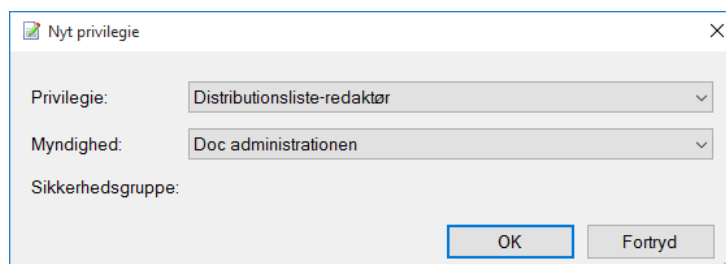 Nyt privilegie
Privilegie: Distributionsliste-redaktør
Myndighed: Doc administrationen
Sikkerhedsgruppe:
OK Fortryd